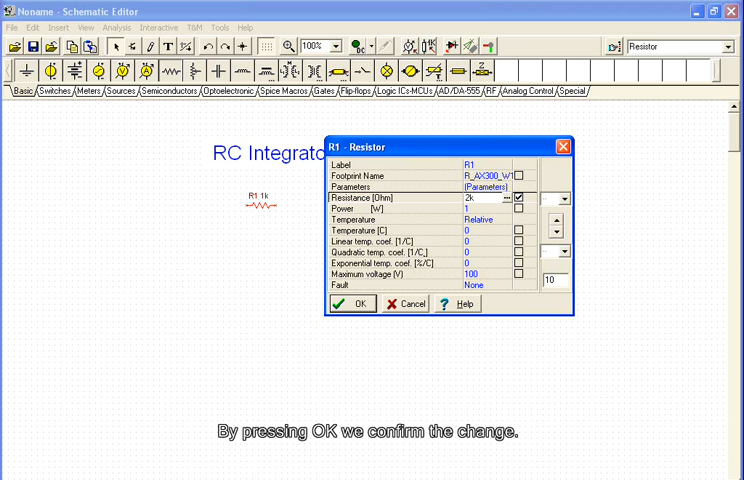 Noname - Schematic Editor
File Edit Insert View Analysis Interactive T&M Tools Help
100% DC Resistor
Basic Switches Meters Sources Semiconductors Optoelectronic Spice Macros Gates Flip-flops Logic ICs-MCUs AD/DA-555 RF Analog Control Special
RC Integrato
R1 1k
R1 - Resistor
Label R1
Footprint Name R_AX300_W1
Parameters (Parameters)
Resistance [Ohm] 2k ...
Power [W] 1
Temperature Relative
Temperature [C] 0
Linear temp. coef. [1/C] 0
Quadratic temp. coef. [1/C_] 0
Exponential temp. coef. [%/C] 0
Maximum voltage (V) 100
Fault None
10
OK Cancel Help
By pressing OK we confirm the change.